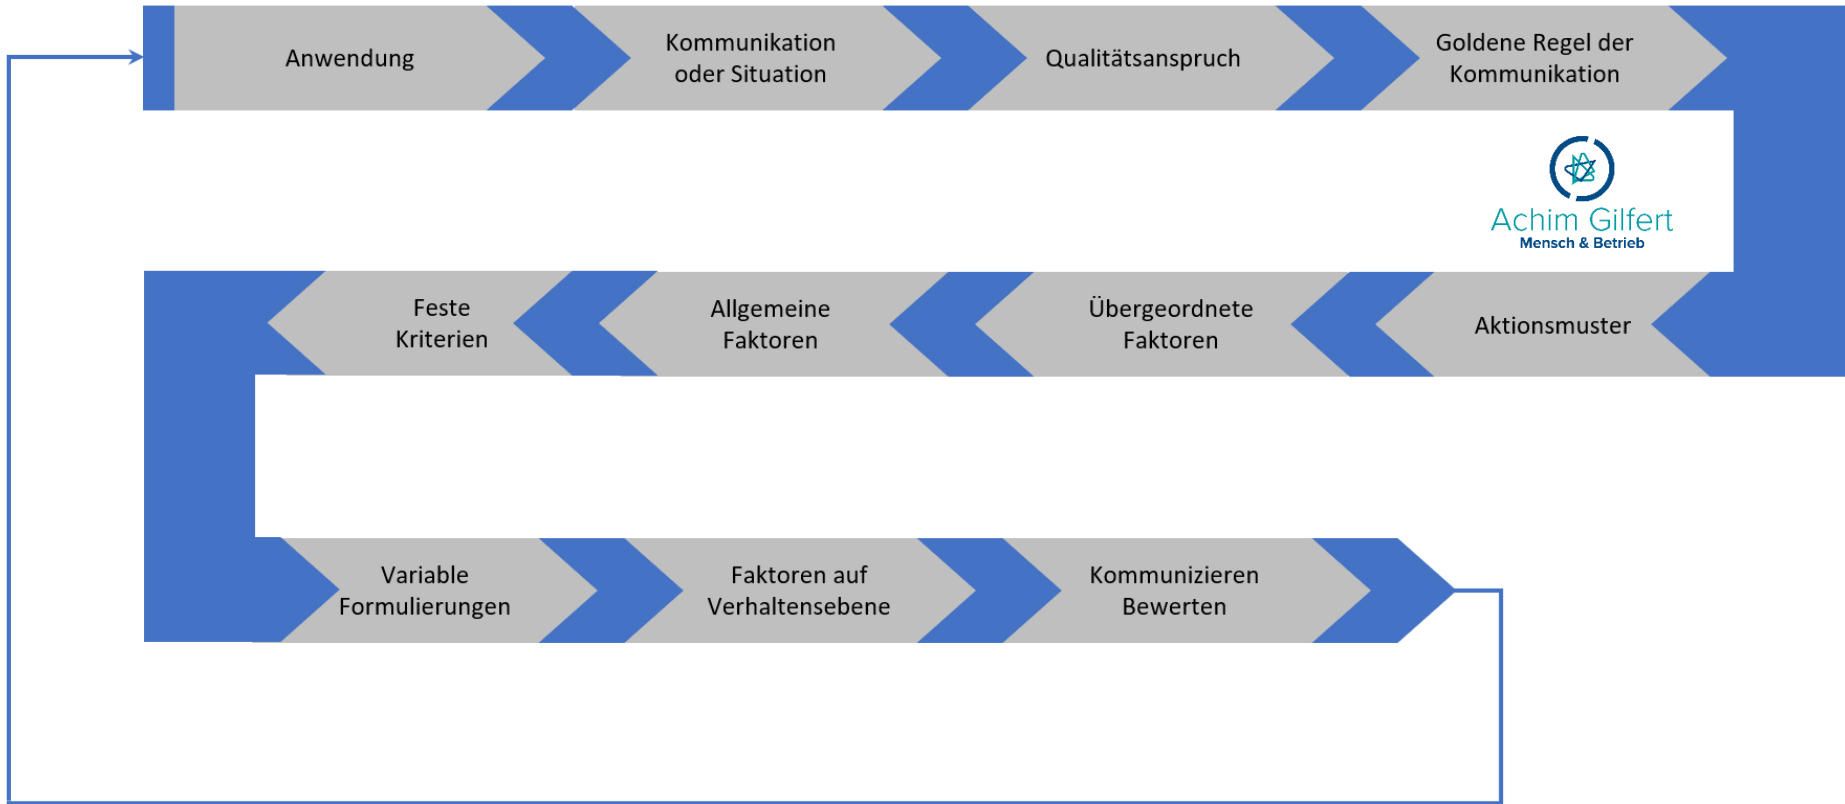 Anwendung
Kommunikation
oder Situation
Qualitätsanspruch
Goldene Regel der
Kommunikation
Achim Gilfert
Mensch & Betrieb
Aktionsmuster
Übergeordnete
Faktoren
Allgemeine
Faktoren
Feste
Kriterien
Variable
Formulierungen
Faktoren auf
Verhaltensebene
Kommunizieren
Bewerten